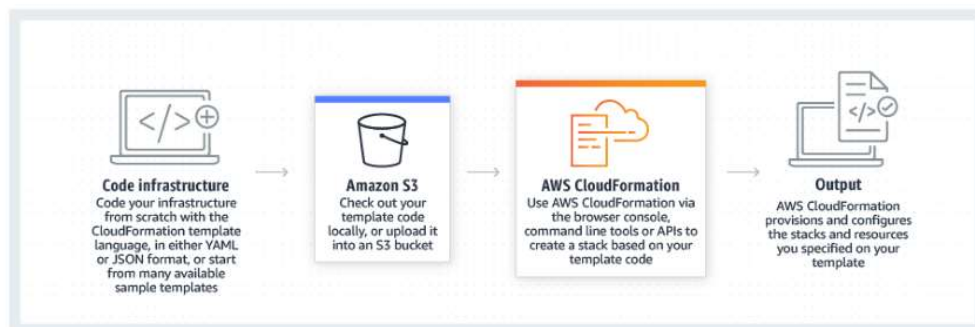 </>
Code infrastructure
Code your infrastructure
from scratch with the
CloudFormation template
language, in either YAML
or JSON format, or start
from many available
sample templates
Amazon S3
Check out your
template code
locally, or upload it
into an S3 bucket
AWS CloudFormation
Use AWS CloudFormation via
the browser console,
command line tools or APIs to
create a stack based on your
template code
</>
Output
AWS CloudFormation
provisions and configures
the stacks and resources
you specified on your
template